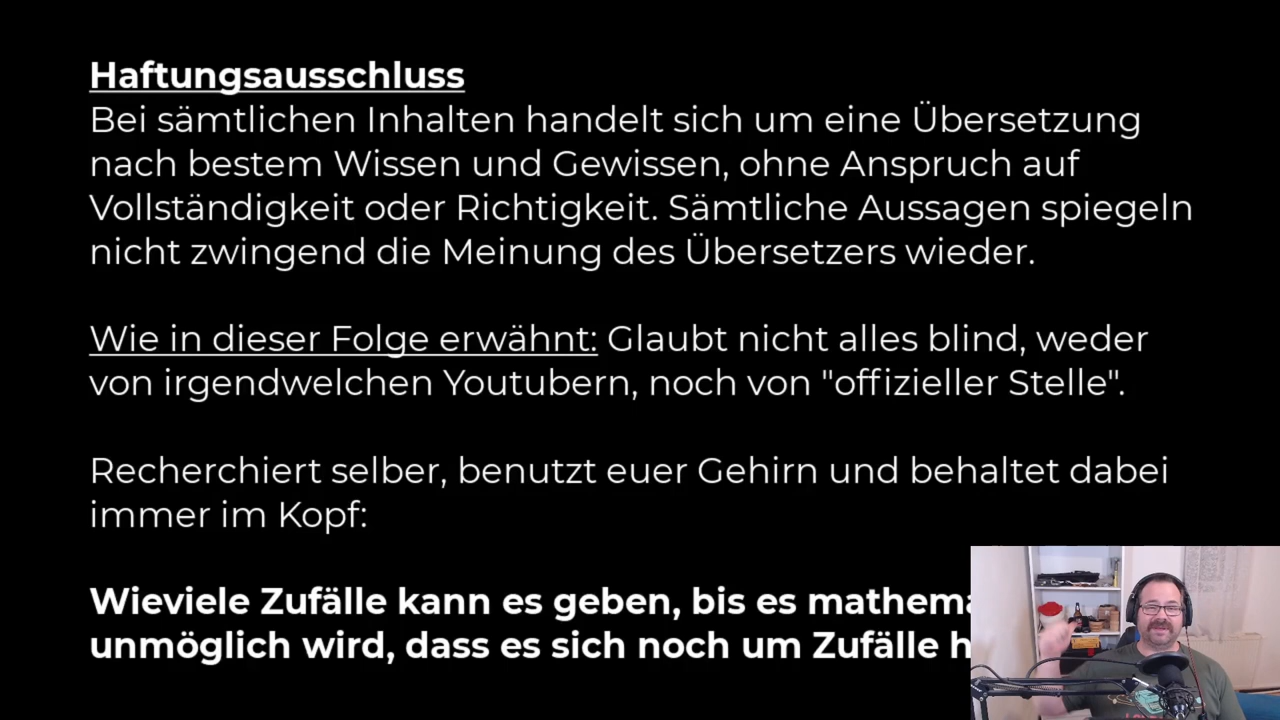 Haftungsausschluss
Bei sämtlichen Inhalten handelt sich um eine Übersetzung
nach bestem Wissen und Gewissen, ohne Anspruch auf
Vollständigkeit oder Richtigkeit. Sämtliche Aussagen spiegeln
nicht zwingend die Meinung des Übersetzers wieder.
Wie in dieser Folge erwähnt: Glaubt nicht alles blind, weder
von irgendwelchen Youtubern, noch von "offizieller Stelle".
Recherchiert selber, benutzt euer Gehirn und behaltet dabei
immer im Kopf:
Wieviele Zufälle kann es geben, bis es
unmöglich wird, dass es sich noch um Zufälle